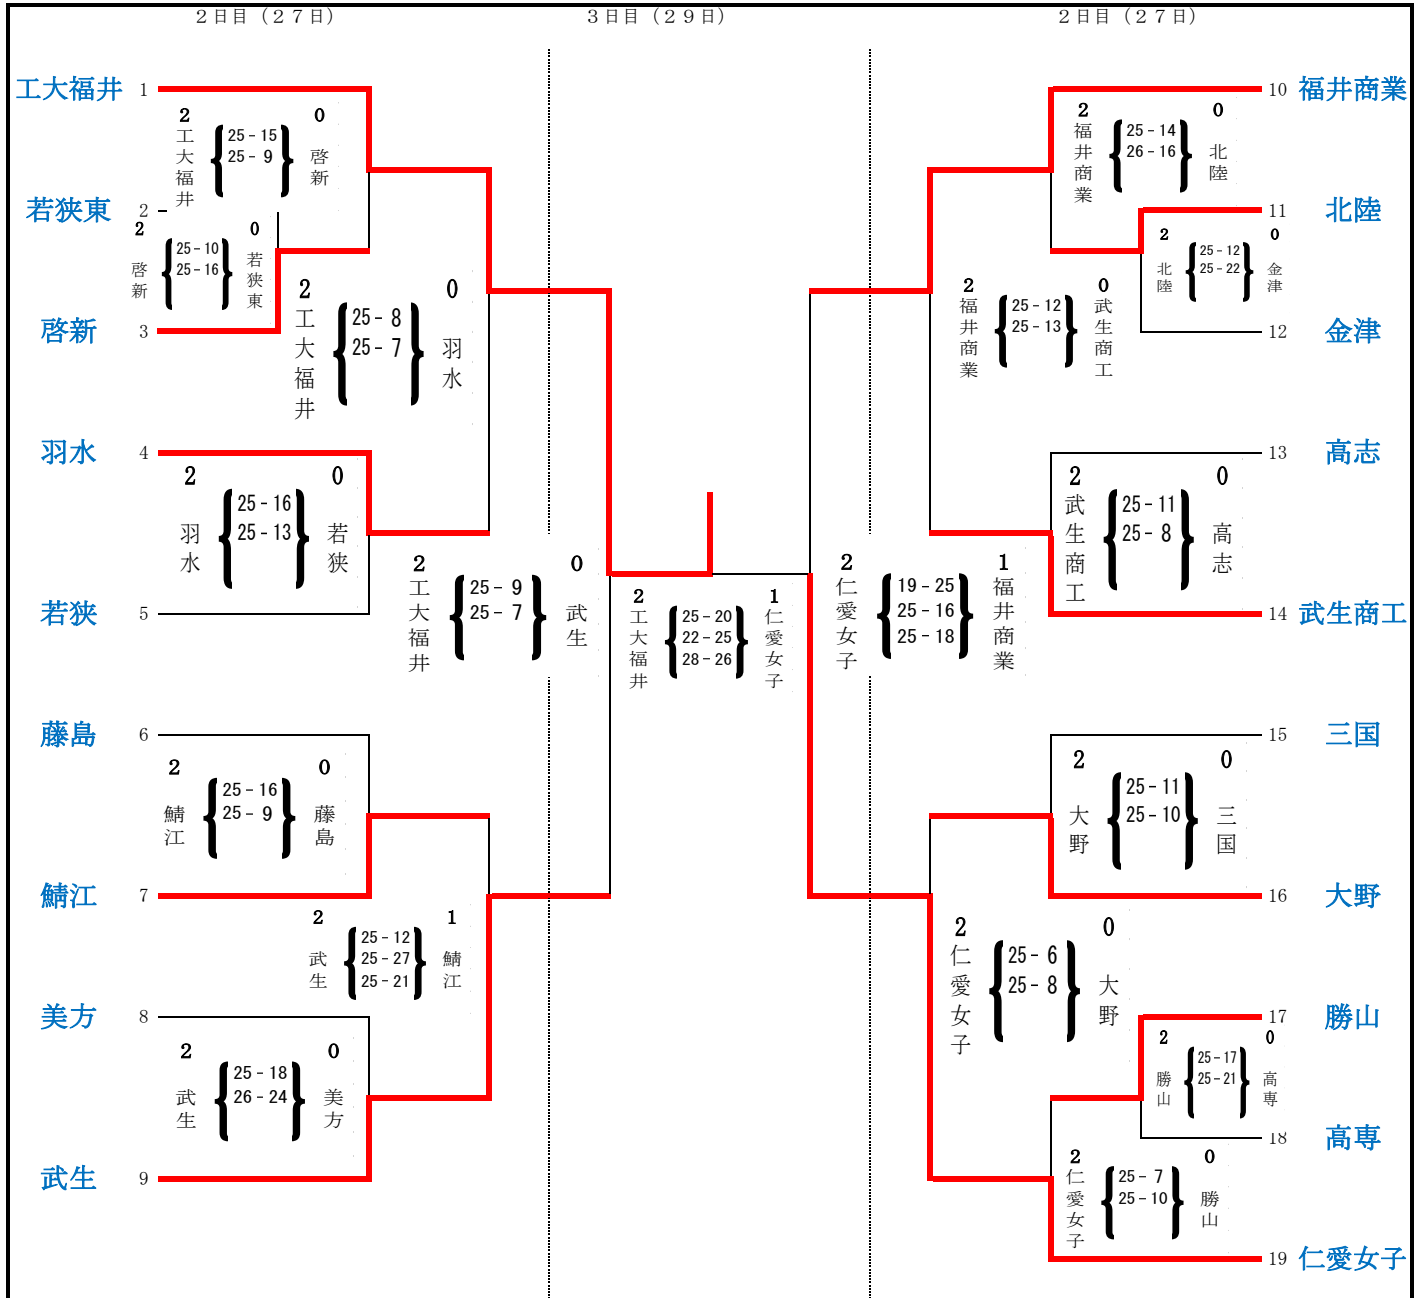 ２日目（２７日）
３日目（２９日）
２日目（２７日）
工大福井 1
2 0
工大福井
25 - 15
25 - 9
啓新
若狭東 2
2 0
啓新
25 - 10
25 - 16
若狭東
啓新 3
2 0
工大福井
25 - 8
25 - 7
羽水
羽水 4
2 0
羽水
25 - 16
25 - 13
若狭
若狭 5
2 0
工大福井
25 - 9
25 - 7
武生
藤島 6
2 0
鯖江
25 - 16
25 - 9
藤島
鯖江 7
2 1
武生
25 - 12
25 - 27
25 - 21
鯖江
美方 8
2 0
武生
25 - 18
26 - 24
美方
武生 9
2 1
工大福井
25 - 20
22 - 25
28 - 26
仁愛女子
10 福井商業
2 0
福井商業
25 - 14
26 - 16
北陸
11 北陸
2 0
北陸
25 - 12
25 - 22
金津
12 金津
2 0
福井商業
25 - 12
25 - 13
武生商工
13 高志
2 0
武生商工
25 - 11
25 - 8
高志
14 武生商工
2 1
仁愛女子
19 - 25
25 - 16
25 - 18
福井商業
15 三国
2 0
大野
25 - 11
25 - 10
三国
16 大野
2 0
仁愛女子
25 - 6
25 - 8
大野
17 勝山
2 0
勝山
25 - 17
25 - 21
高専
18 高専
2 0
仁愛女子
25 - 7
25 - 10
勝山
19 仁愛女子